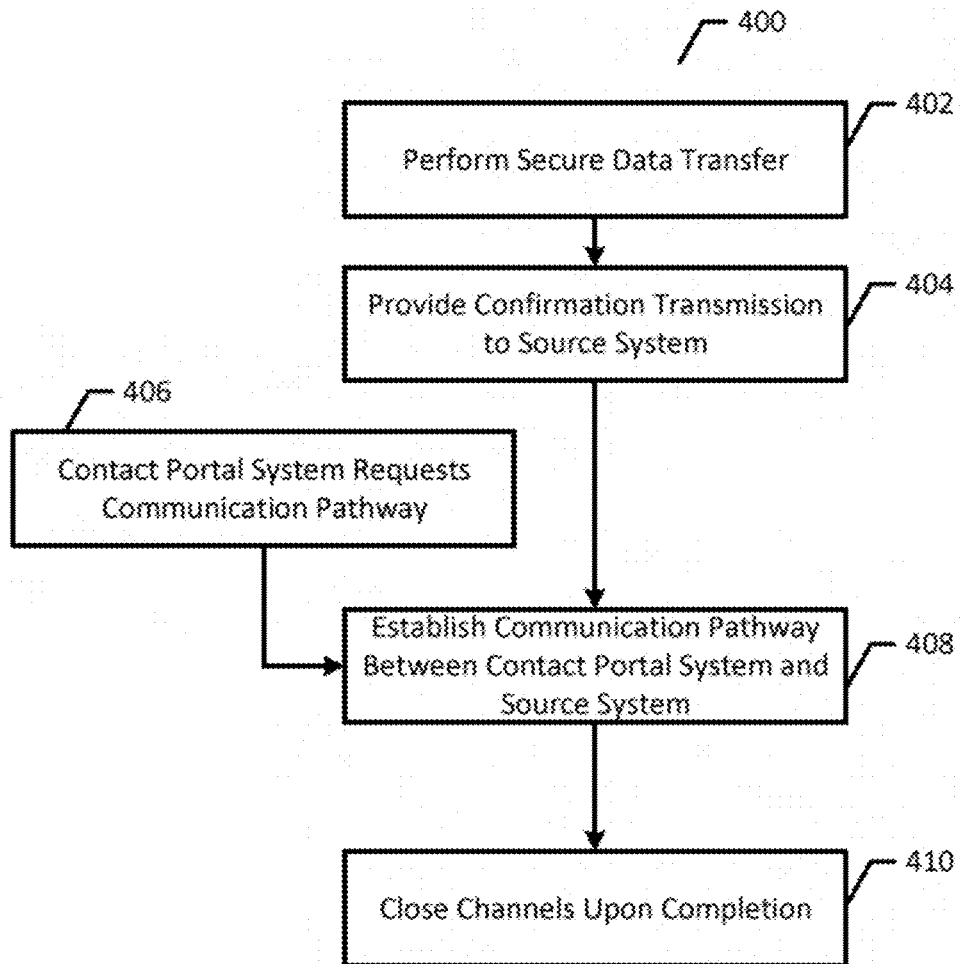 400
402
Perform Secure Data Transfer
404
Provide Confirmation Transmission
to Source System
406
Contact Portal System Requests
Communication Pathway
Establish Communication Pathway
Between Contact Portal System and
Source System
408
410
Close Channels Upon Completion